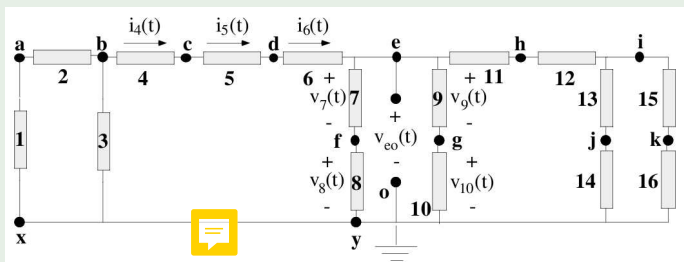 i₄(t) i₅(t) i₆(t)
a b c d e h i
2 4 5 6 + + 11 12
v₇(t) 7 9 v₉(t) 13 15
- + -
1 3 f v_eo(t) g j k
+ - +
v₈(t) 8 o v₁₀(t) 14 16
- 10 -
x y